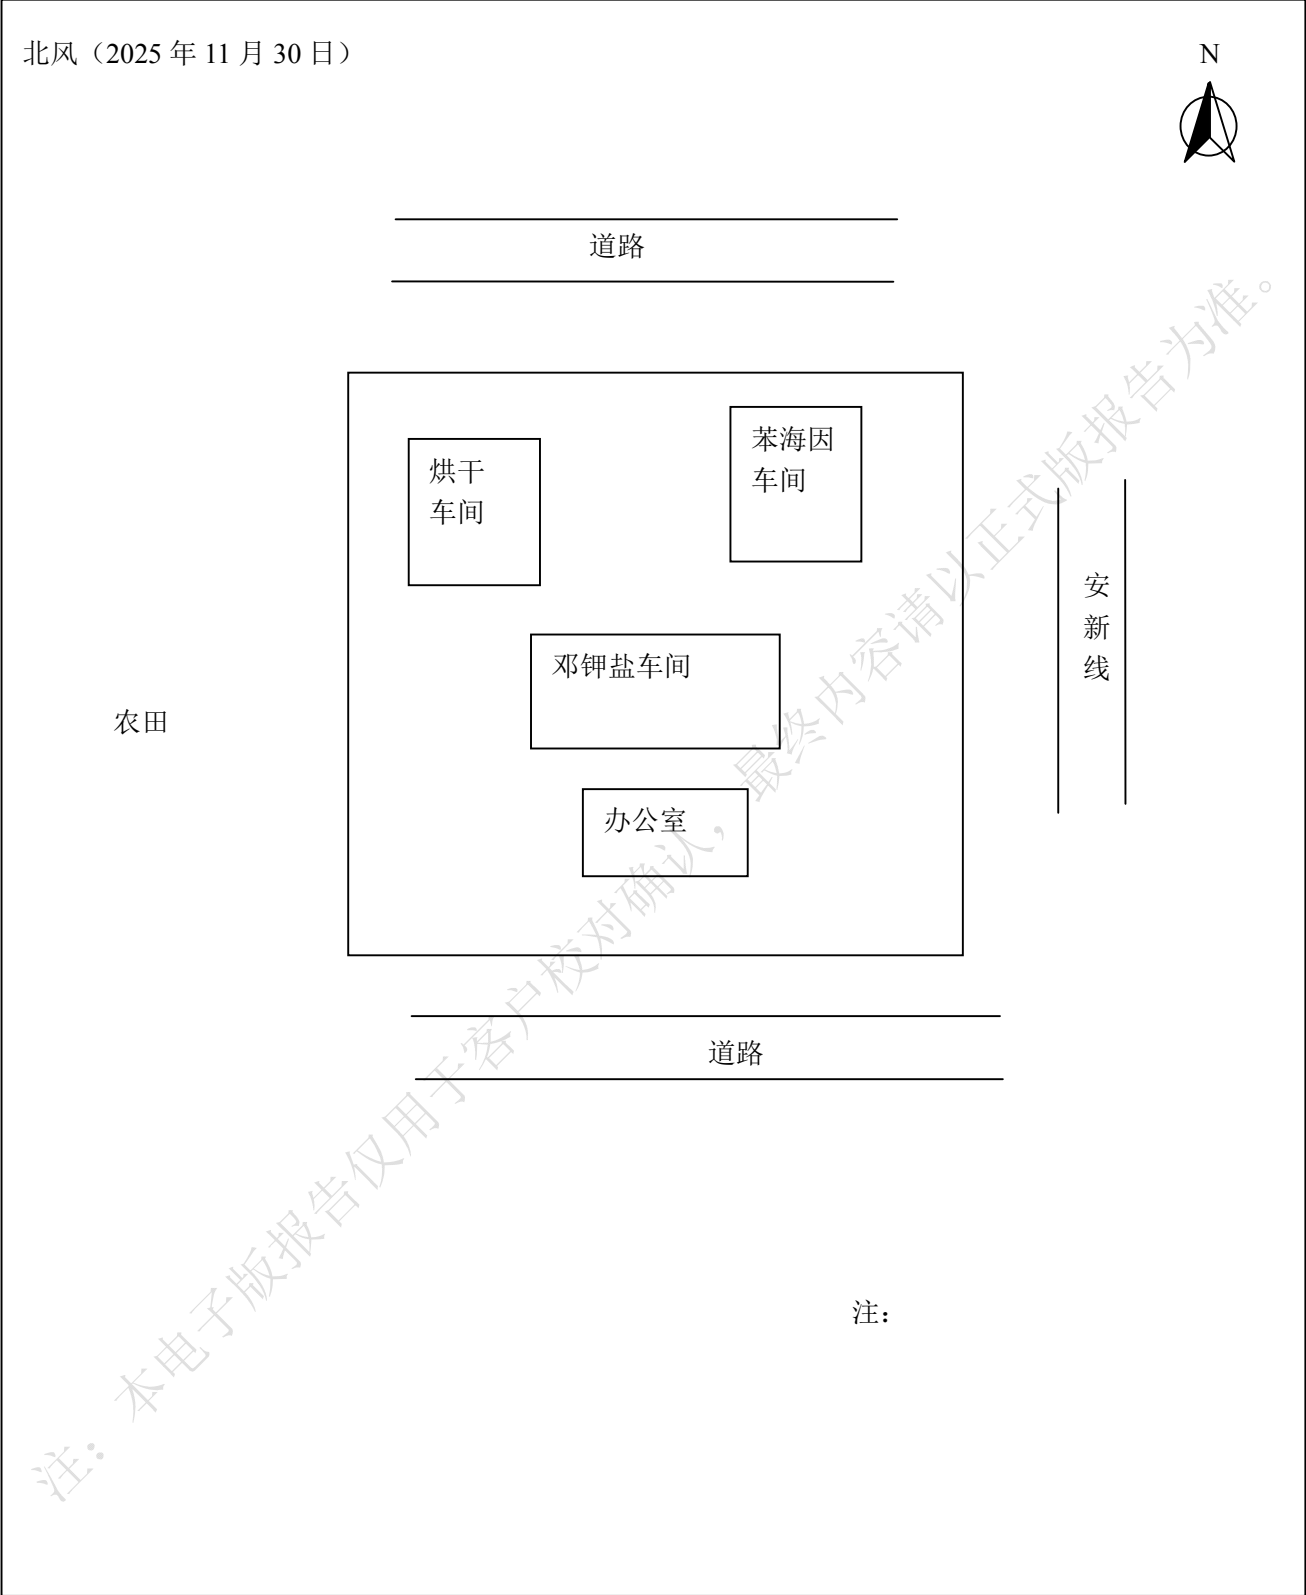 北风（2025 年 11 月 30 日）
N
道路
苯海因
车间
烘干
车间
安
新
线
邓钾盐车间
农田
办公室
道路
注：
注：本电子版报告仅用于客户校对确认，最终内容请以正式版报告为准。